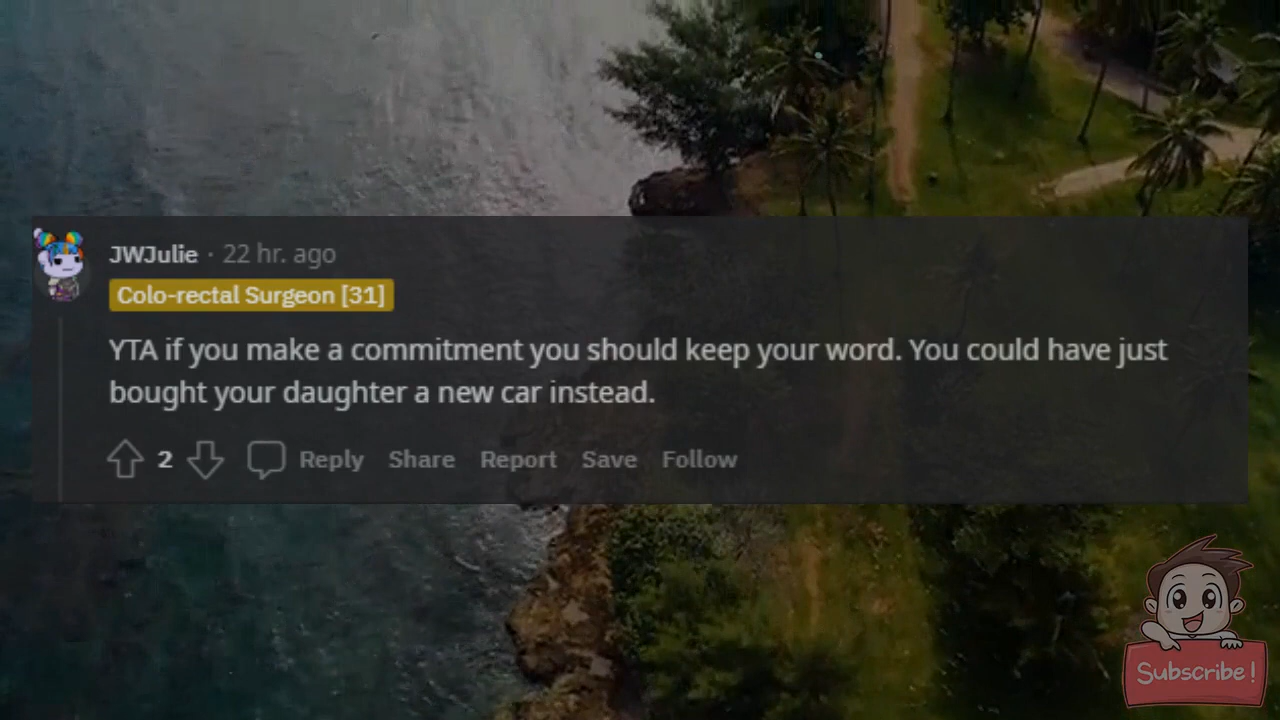 JWJulie · 22 hr. ago
Colo-rectal Surgeon [31]
YTA if you make a commitment you should keep your word. You could have just
bought your daughter a new car instead.
2 Reply Share Report Save Follow
Subscribe!